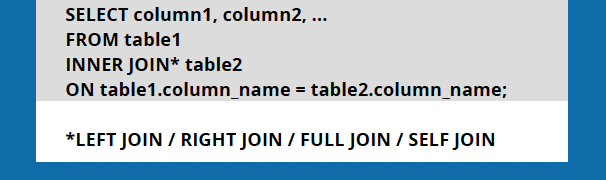 SELECT column1, column2, ...
FROM table1
INNER JOIN* table2
ON table1.column_name = table2.column_name;
*LEFT JOIN / RIGHT JOIN / FULL JOIN / SELF JOIN